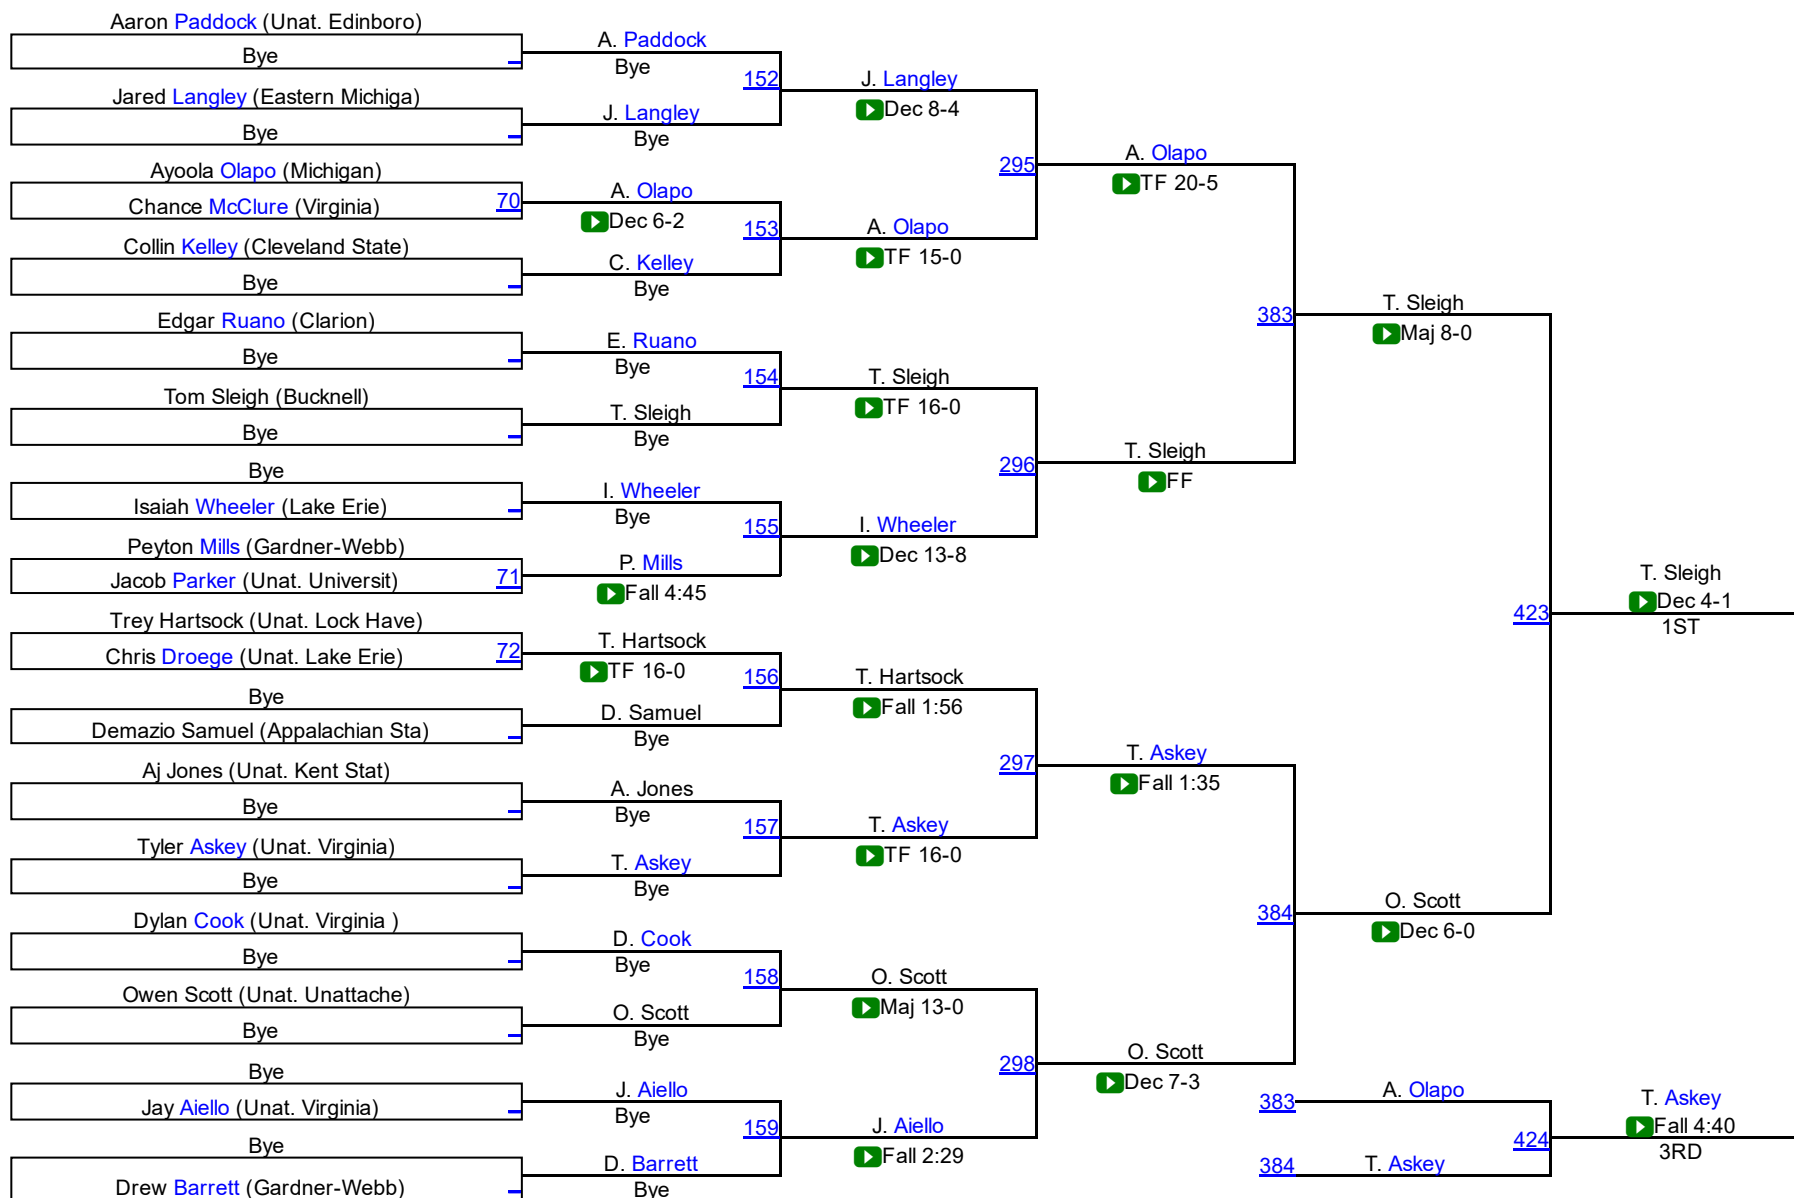 Aaron Paddock (Unat. Edinboro)
Bye
Jared Langley (Eastern Michiga)
Bye
Ayoola Olapo (Michigan)
Chance McClure (Virginia) 70
Collin Kelley (Cleveland State)
Bye
Edgar Ruano (Clarion)
Bye
Tom Sleigh (Bucknell)
Bye
Bye
Isaiah Wheeler (Lake Erie)
Peyton Mills (Gardner-Webb)
Jacob Parker (Unat. Universit) 71
Trey Hartsock (Unat. Lock Have)
Chris Droege (Unat. Lake Erie) 72
Bye
Demazio Samuel (Appalachian Sta)
Aj Jones (Unat. Kent Stat)
Bye
Tyler Askey (Unat. Virginia)
Bye
Dylan Cook (Unat. Virginia )
Bye
Owen Scott (Unat. Unattache)
Bye
Bye
Jay Aiello (Unat. Virginia)
Bye
Drew Barrett (Gardner-Webb)
A. Paddock
Bye
152
J. Langley
Bye
A. Olapo
Dec 6-2
153
C. Kelley
Bye
E. Ruano
Bye
154
T. Sleigh
Bye
I. Wheeler
Bye
155
P. Mills
Fall 4:45
T. Hartsock
TF 16-0
156
D. Samuel
Bye
A. Jones
Bye
157
T. Askey
Bye
D. Cook
Bye
158
O. Scott
Bye
J. Aiello
Bye
159
D. Barrett
Bye
J. Langley
Dec 8-4
295
A. Olapo
TF 15-0
T. Sleigh
TF 16-0
296
I. Wheeler
Dec 13-8
T. Hartsock
Fall 1:56
297
T. Askey
TF 16-0
O. Scott
Maj 13-0
298
J. Aiello
Fall 2:29
A. Olapo
TF 20-5
383
T. Sleigh
FF
T. Askey
Fall 1:35
384
O. Scott
Dec 7-3
T. Sleigh
Maj 8-0
423
O. Scott
Dec 6-0
T. Sleigh
Dec 4-1
1ST
383 A. Olapo
424
384 T. Askey
T. Askey
Fall 4:40
3RD